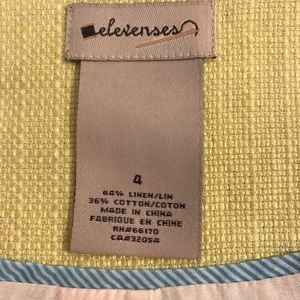 elevenses
4
64% LINEN/LIN
36% COTTON/COTON
MADE IN CHINA
FABRIQUE EN CHINE
RN#66170
CA#32054